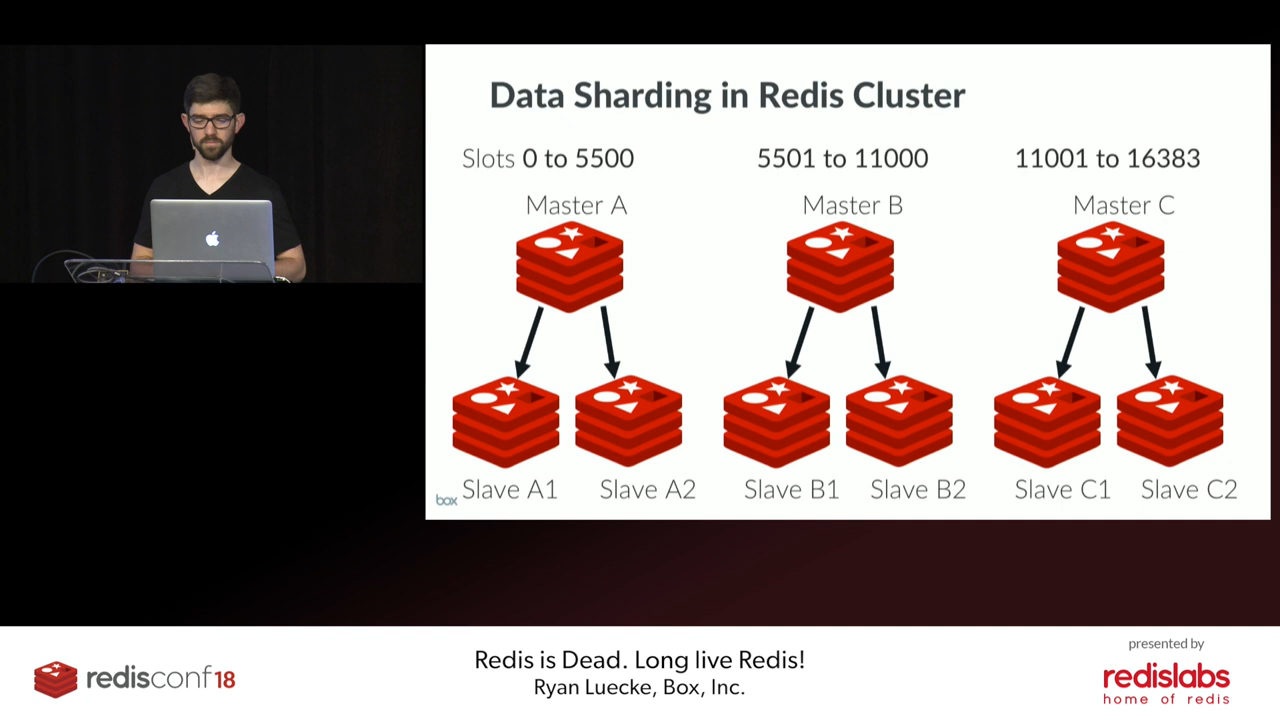 Data Sharding in Redis Cluster
Slots 0 to 5500
5501 to 11000
11001 to 16383
Master A
Master B
Master C
Slave A1
Slave A2
Slave B1
Slave B2
Slave C1
Slave C2
box
redisconf18
Redis is Dead. Long live Redis!
Ryan Luecke, Box, Inc.
presented by
redislabs
home of redis